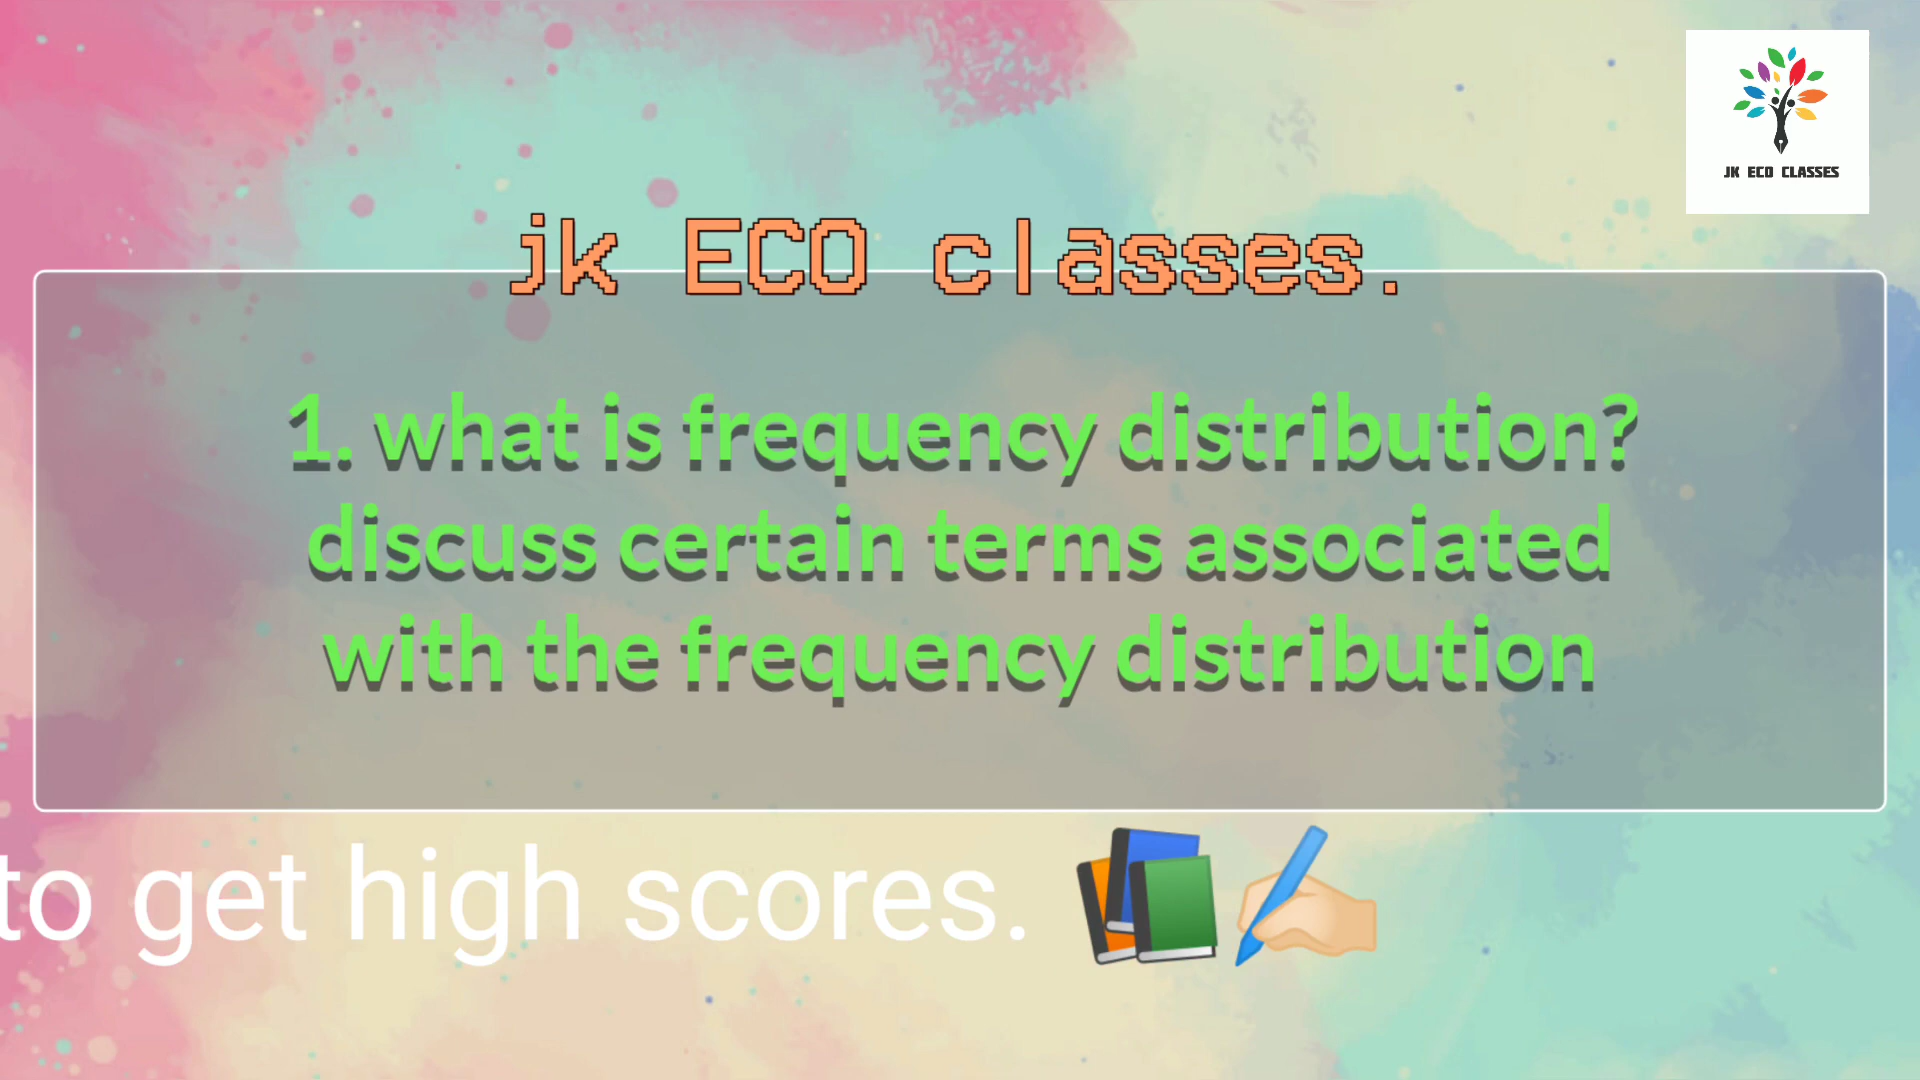 JK ECO CLASSES
jk ECO classes.
1. what is frequency distribution?
discuss certain terms associated
with the frequency distribution
to get high scores.